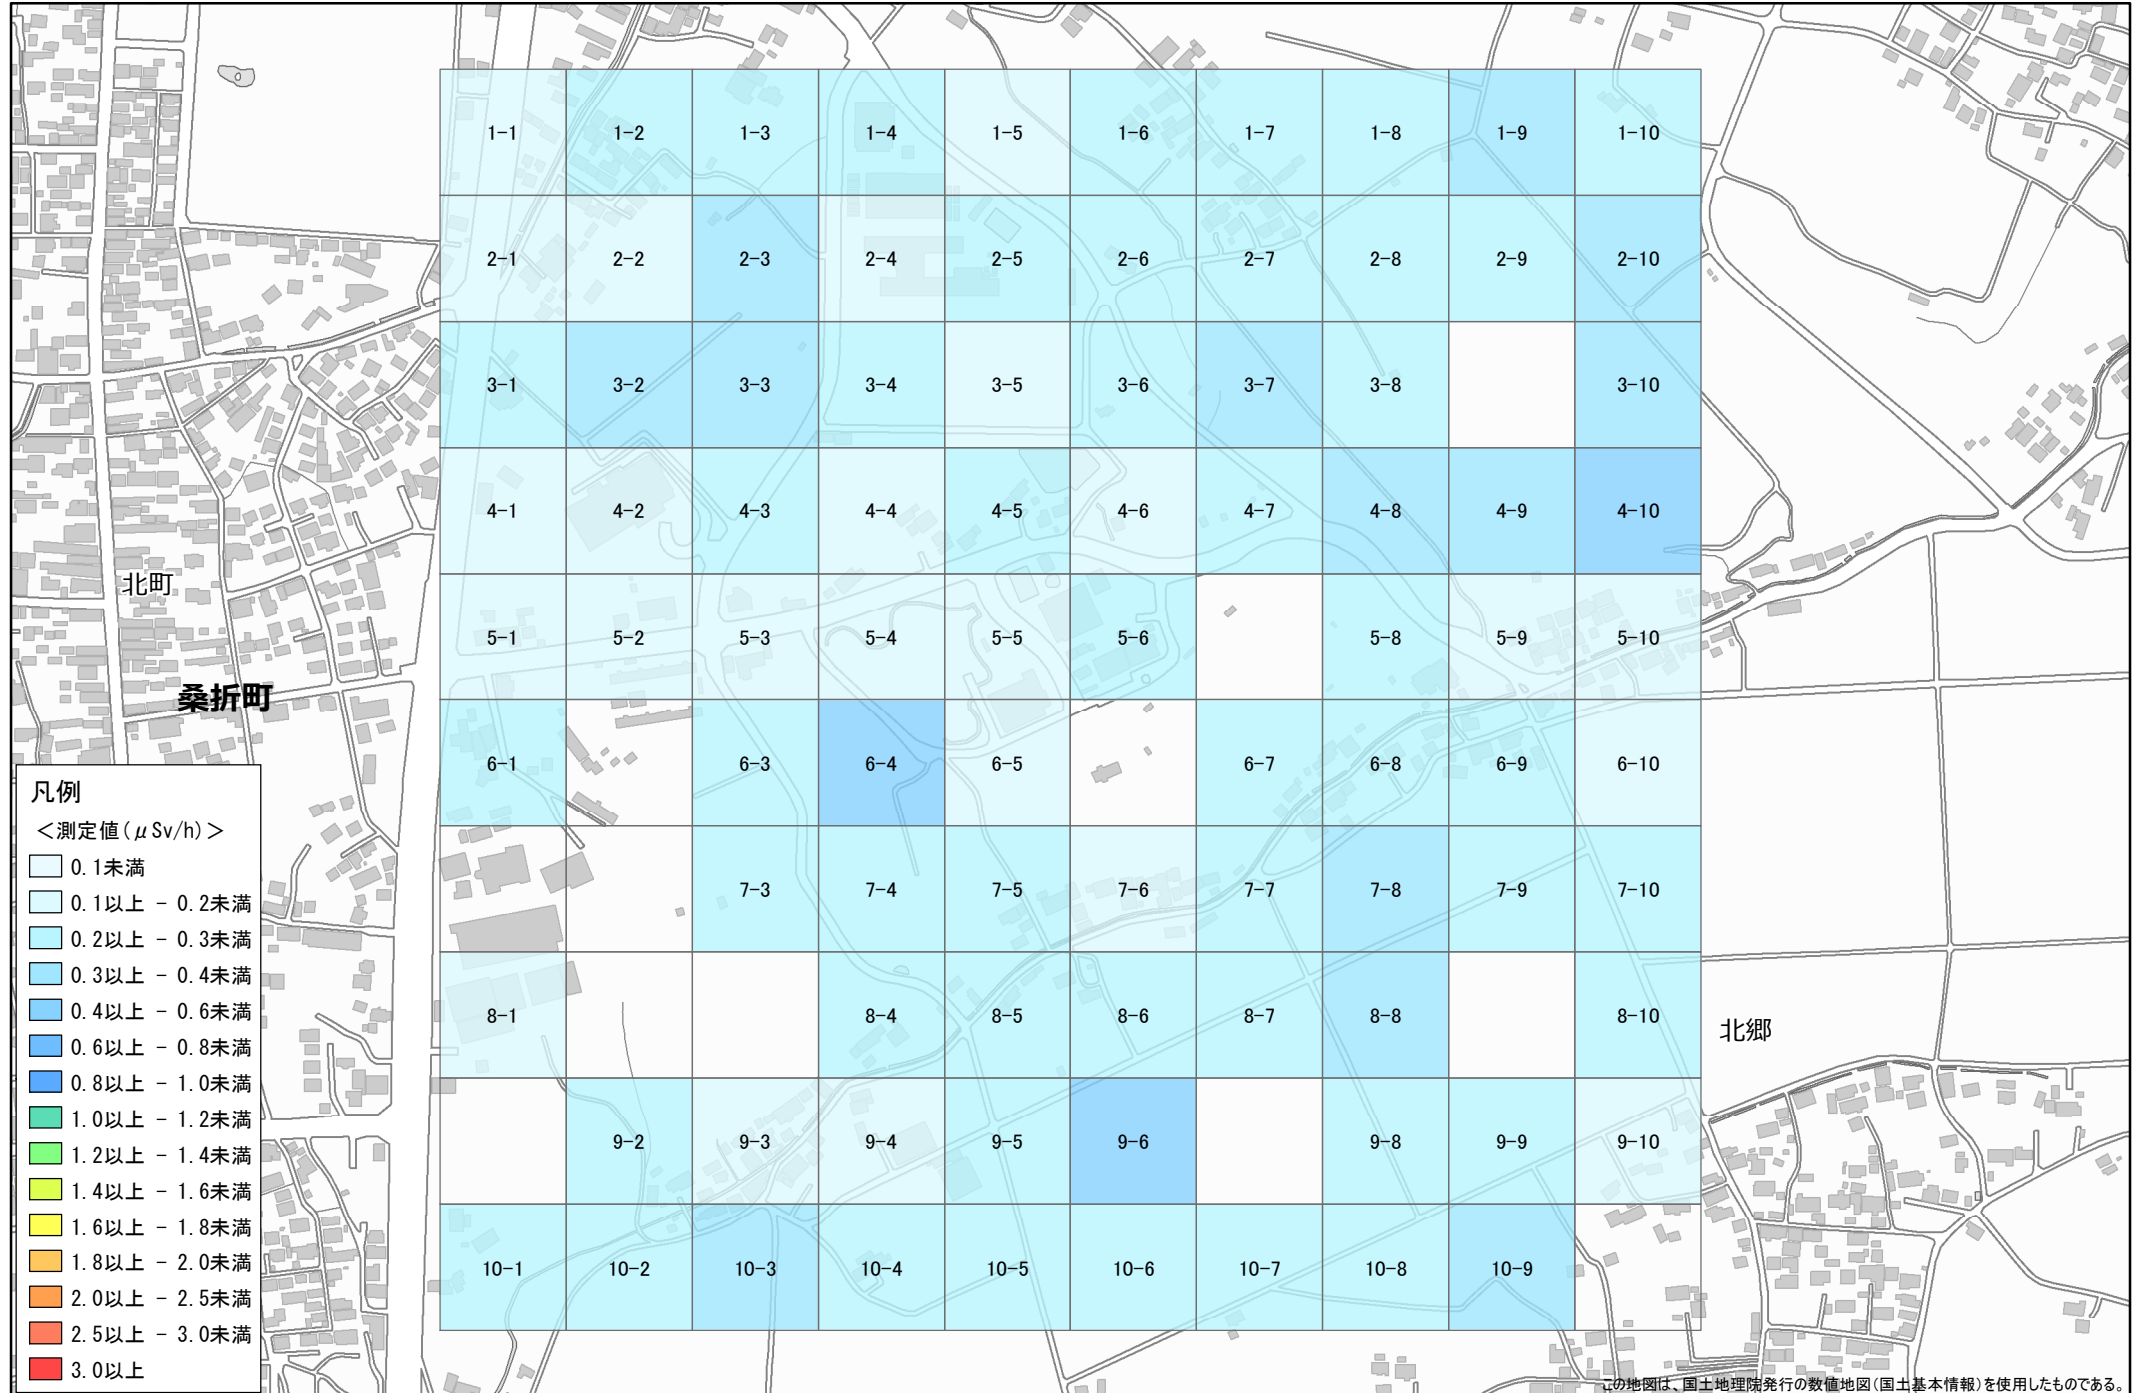 1-1 1-2 1-3 1-4 1-5 1-6 1-7 1-8 1-9 1-10
2-1 2-2 2-3 2-4 2-5 2-6 2-7 2-8 2-9 2-10
3-1 3-2 3-3 3-4 3-5 3-6 3-7 3-8 3-10
4-1 4-2 4-3 4-4 4-5 4-6 4-7 4-8 4-9 4-10
北町
5-1 5-2 5-3 5-4 5-5 5-6 5-8 5-9 5-10
桑折町
6-1 6-3 6-4 6-5 6-7 6-8 6-9 6-10
7-3 7-4 7-5 7-6 7-7 7-8 7-9 7-10
8-1 8-4 8-5 8-6 8-7 8-8 8-10
北郷
9-2 9-3 9-4 9-5 9-6 9-8 9-9 9-10
10-1 10-2 10-3 10-4 10-5 10-6 10-7 10-8 10-9
凡例
＜測定値(μSv/h)＞
0.1未満
0.1以上 - 0.2未満
0.2以上 - 0.3未満
0.3以上 - 0.4未満
0.4以上 - 0.6未満
0.6以上 - 0.8未満
0.8以上 - 1.0未満
1.0以上 - 1.2未満
1.2以上 - 1.4未満
1.4以上 - 1.6未満
1.6以上 - 1.8未満
1.8以上 - 2.0未満
2.0以上 - 2.5未満
2.5以上 - 3.0未満
3.0以上
この地図は、国土地理院発行の数値地図(国土基本情報)を使用したものである。